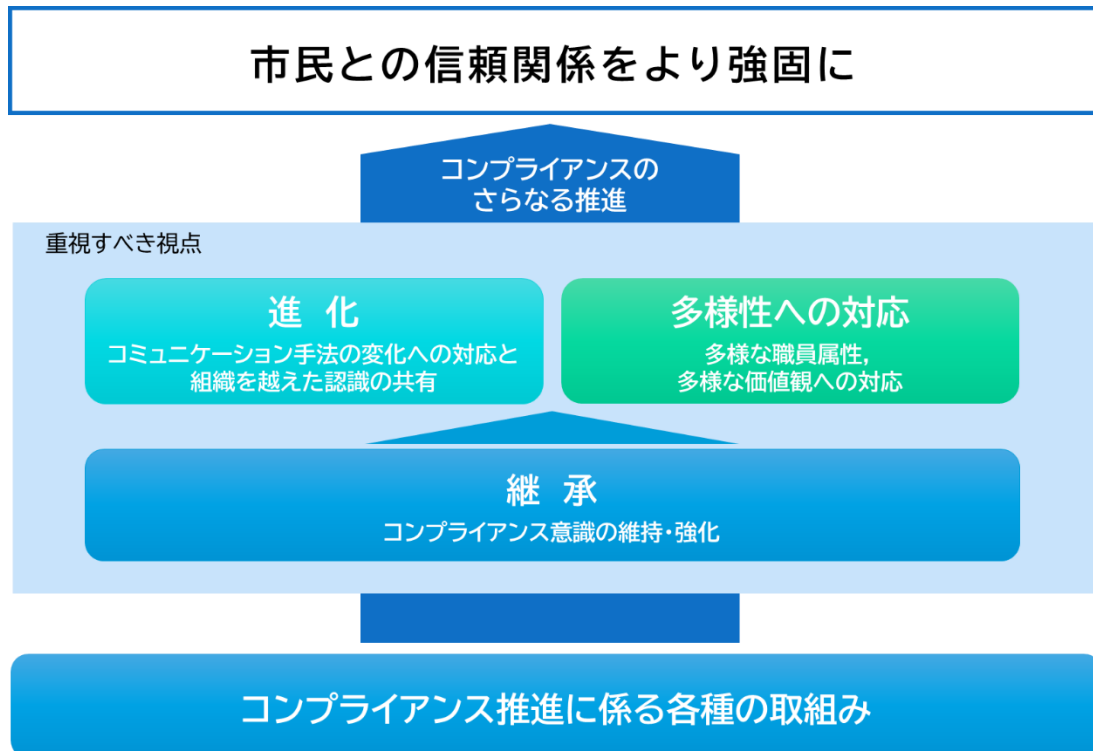 市民との信頼関係をより強固に
コンプライアンスの
さらなる推進
重視すべき視点
進 化
コミュニケーション手法の変化への対応と
組織を越えた認識の共有
多様性への対応
多様な職員属性,
多様な価値観への対応
継 承
コンプライアンス意識の維持・強化
コンプライアンス推進に係る各種の取組み